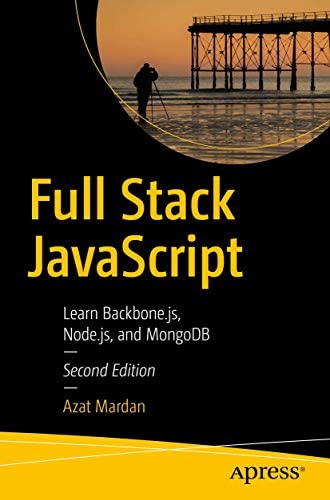 Full Stack
JavaScript
Learn Backbone.js,
Node.js, and MongoDB
—
Second Edition
—
Azat Mardan
Apress®